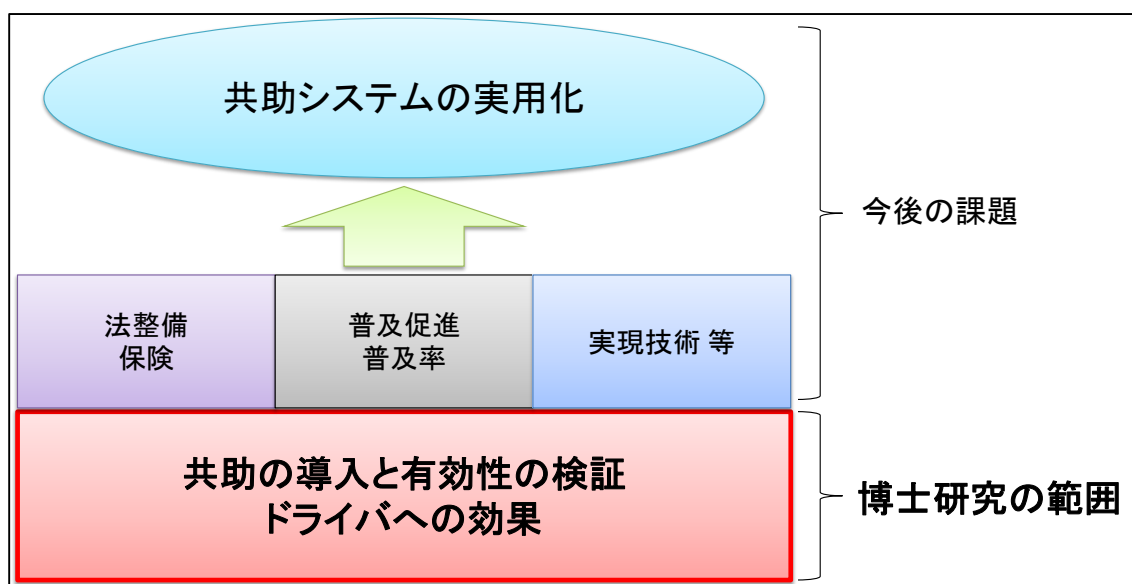 共助システムの実用化
今後の課題
法整備
保険
普及促進
普及率
実現技術 等
共助の導入と有効性の検証
ドライバへの効果
博士研究の範囲